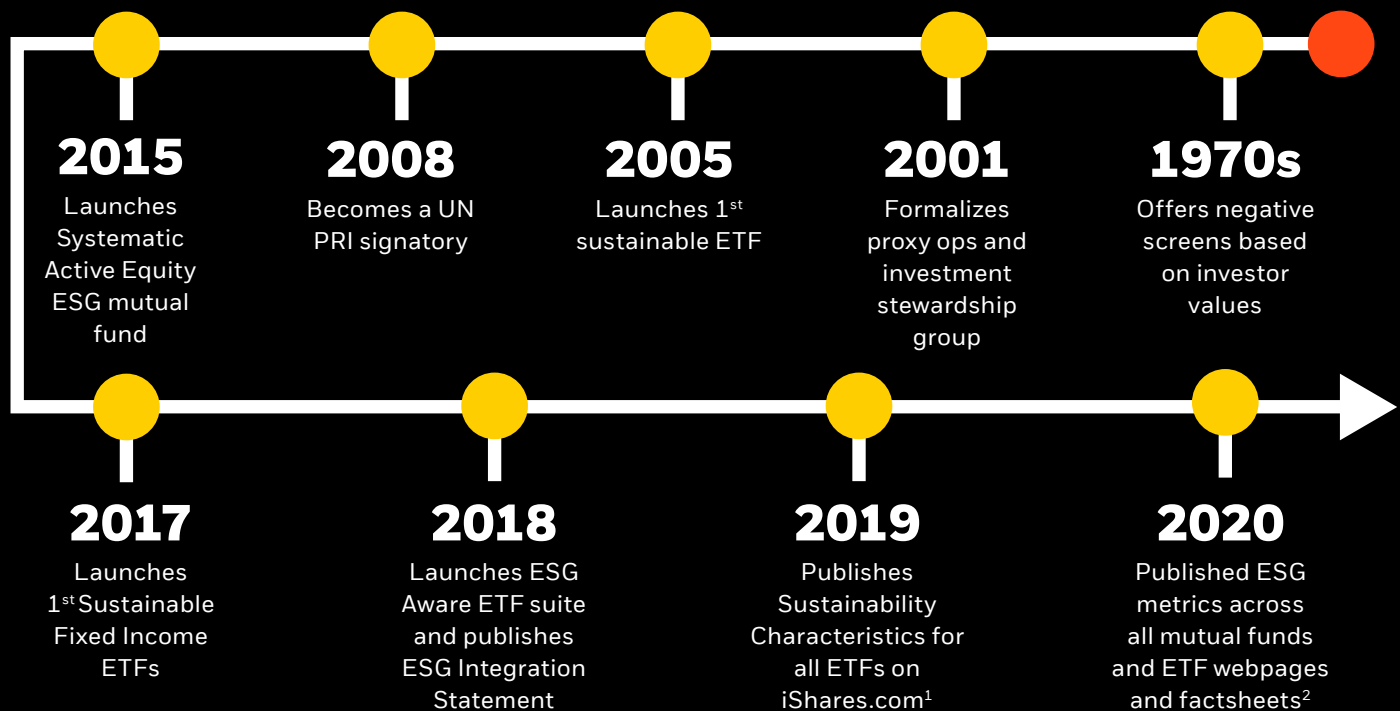 2015
Launches
Systematic
Active Equity
ESG mutual
fund
2008
Becomes a UN
PRI signatory
2005
Launches 1st
sustainable ETF
2001
Formalizes
proxy ops and
investment
stewardship
group
1970s
Offers negative
screens based
on investor
values
2017
Launches
1st Sustainable
Fixed Income
ETFs
2018
Launches ESG
Aware ETF suite
and publishes
ESG Integration
Statement
2019
Publishes
Sustainability
Characteristics for
all ETFs on
iShares.com1
2020
Published ESG
metrics across
all mutual funds
and ETF webpages
and factsheets2